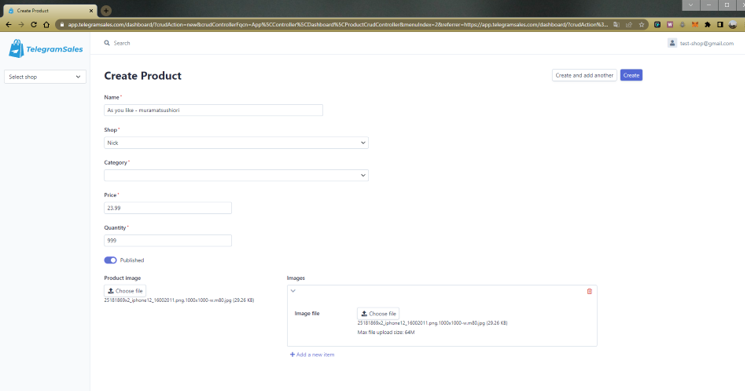 Create Product
app.telegramsales.com/dashboard/?crudAction=new&crudControllerFqcn=App%5CController%5CDashboard%5CProductCrudController&menuIndex=2&referrer=https://app.telegramsales.com/dashboard/?crudAction%3...
TelegramSales
Search
test-shop@gmail.com
Select shop
Create Product
Create and add another
Create
Name*
As you like - muramatsushiori
Shop*
Nick
Category*
Price*
23,99
Quantity*
999
Published
Product image
Images
Choose file
25181869x2_iphone12_16002011.png.1000x1000-w.m80.jpg (29.26 KB)
Image file
Choose file
25181869x2_iphone12_16002011.png.1000x1000-w.m80.jpg (29.26 KB)
Max file upload size: 64M
Add a new item